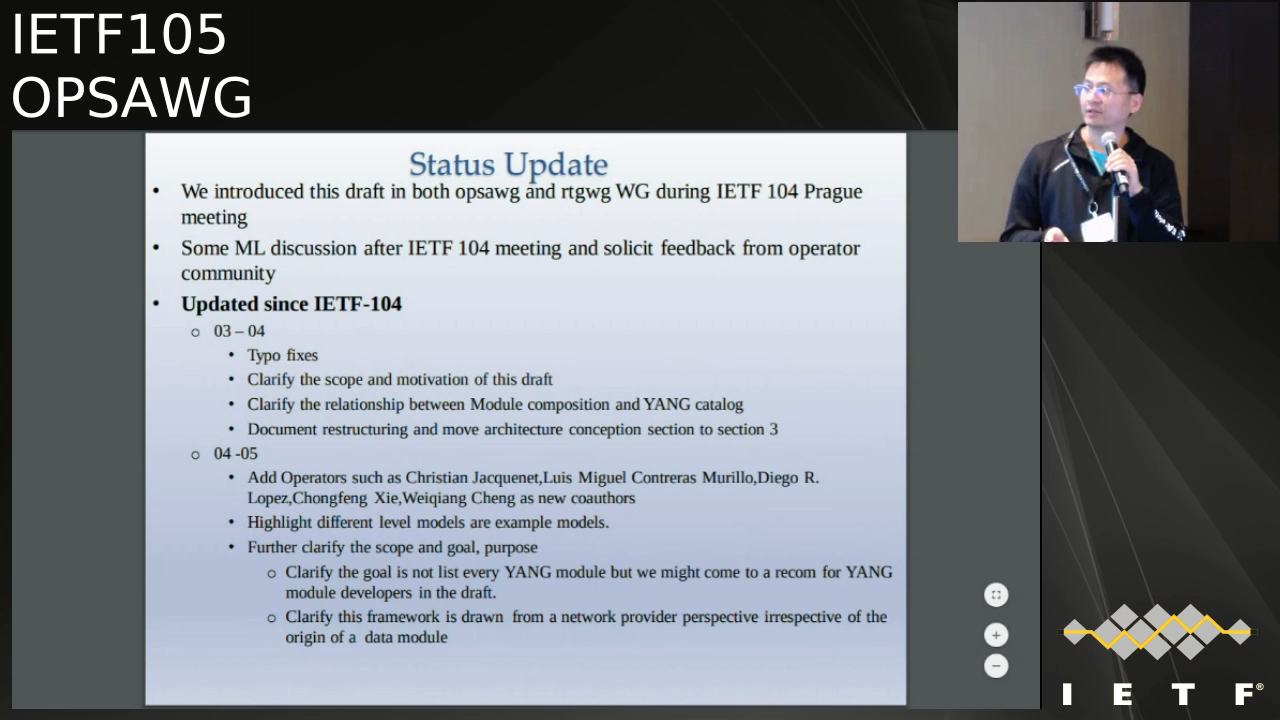 IETF105
OPSAWG
Status Update
• We introduced this draft in both opsawg and rtgwg WG during IETF 104 Prague
meeting
• Some ML discussion after IETF 104 meeting and solicit feedback from operator
community
• Updated since IETF-104
o 03 – 04
• Typo fixes
• Clarify the scope and motivation of this draft
• Clarify the relationship between Module composition and YANG catalog
• Document restructuring and move architecture conception section to section 3
o 04 -05
• Add Operators such as Christian Jacquenet,Luis Miguel Contreras Murillo,Diego R.
Lopez,Chongfeng Xie,Weiqiang Cheng as new coauthors
• Highlight different level models are example models.
• Further clarify the scope and goal, purpose
o Clarify the goal is not list every YANG module but we might come to a recom for YANG
module developers in the draft.
o Clarify this framework is drawn from a network provider perspective irrespective of the
origin of a data module
I E T F®